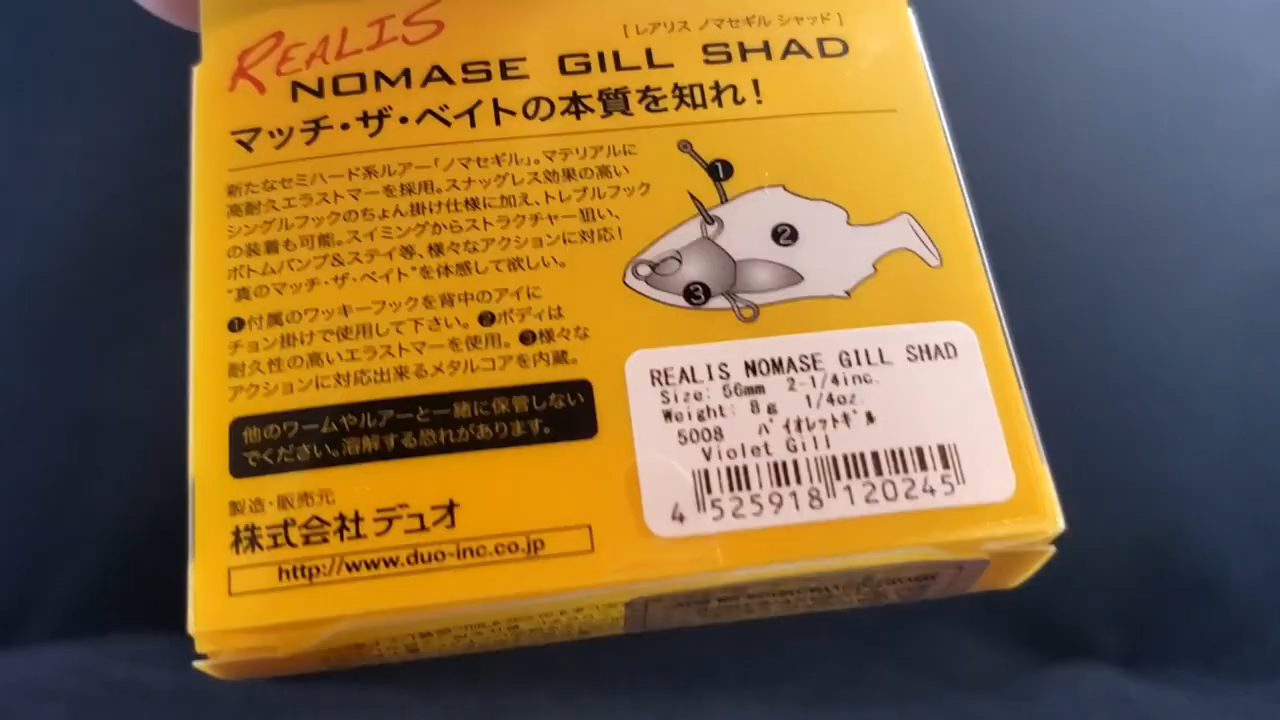 REALIS
[ レアリス ノマセギル シャッド ]
NOMASE GILL SHAD
マッチ・ザ・ベイトの本質を知れ!
新たなセミハード系ルアー「ノマセギル」。マテリアルに
高耐久エラストマーを採用。スナッグレス効果の高い
シングルフックのちょん掛け仕様に加え、トレブルフック
の装着も可能。スイミングからストラクチャー狙い、
ボトムバンプ&ステイ等、様々なアクションに対応!
"真のマッチ・ザ・ベイト"を体感して欲しい。
❶付属のワッキーフックを背中のアイに
チョン掛けで使用して下さい。❷ボディは
耐久性の高いエラストマーを使用。❸様々な
アクションに対応出来るメタルコアを内蔵。
❶
❷
❸
他のワームやルアーと一緒に保管しない
でください。溶解する恐れがあります。
製造・販売元
株式会社 デュオ
http://www.duo-inc.co.jp
REALIS NOMASE GILL SHAD
Size: 56mm 2-1/4inc.
Weight: 8g 1/4oz.
5008 バイオレットギル
Violet Gill
4 525918 120245